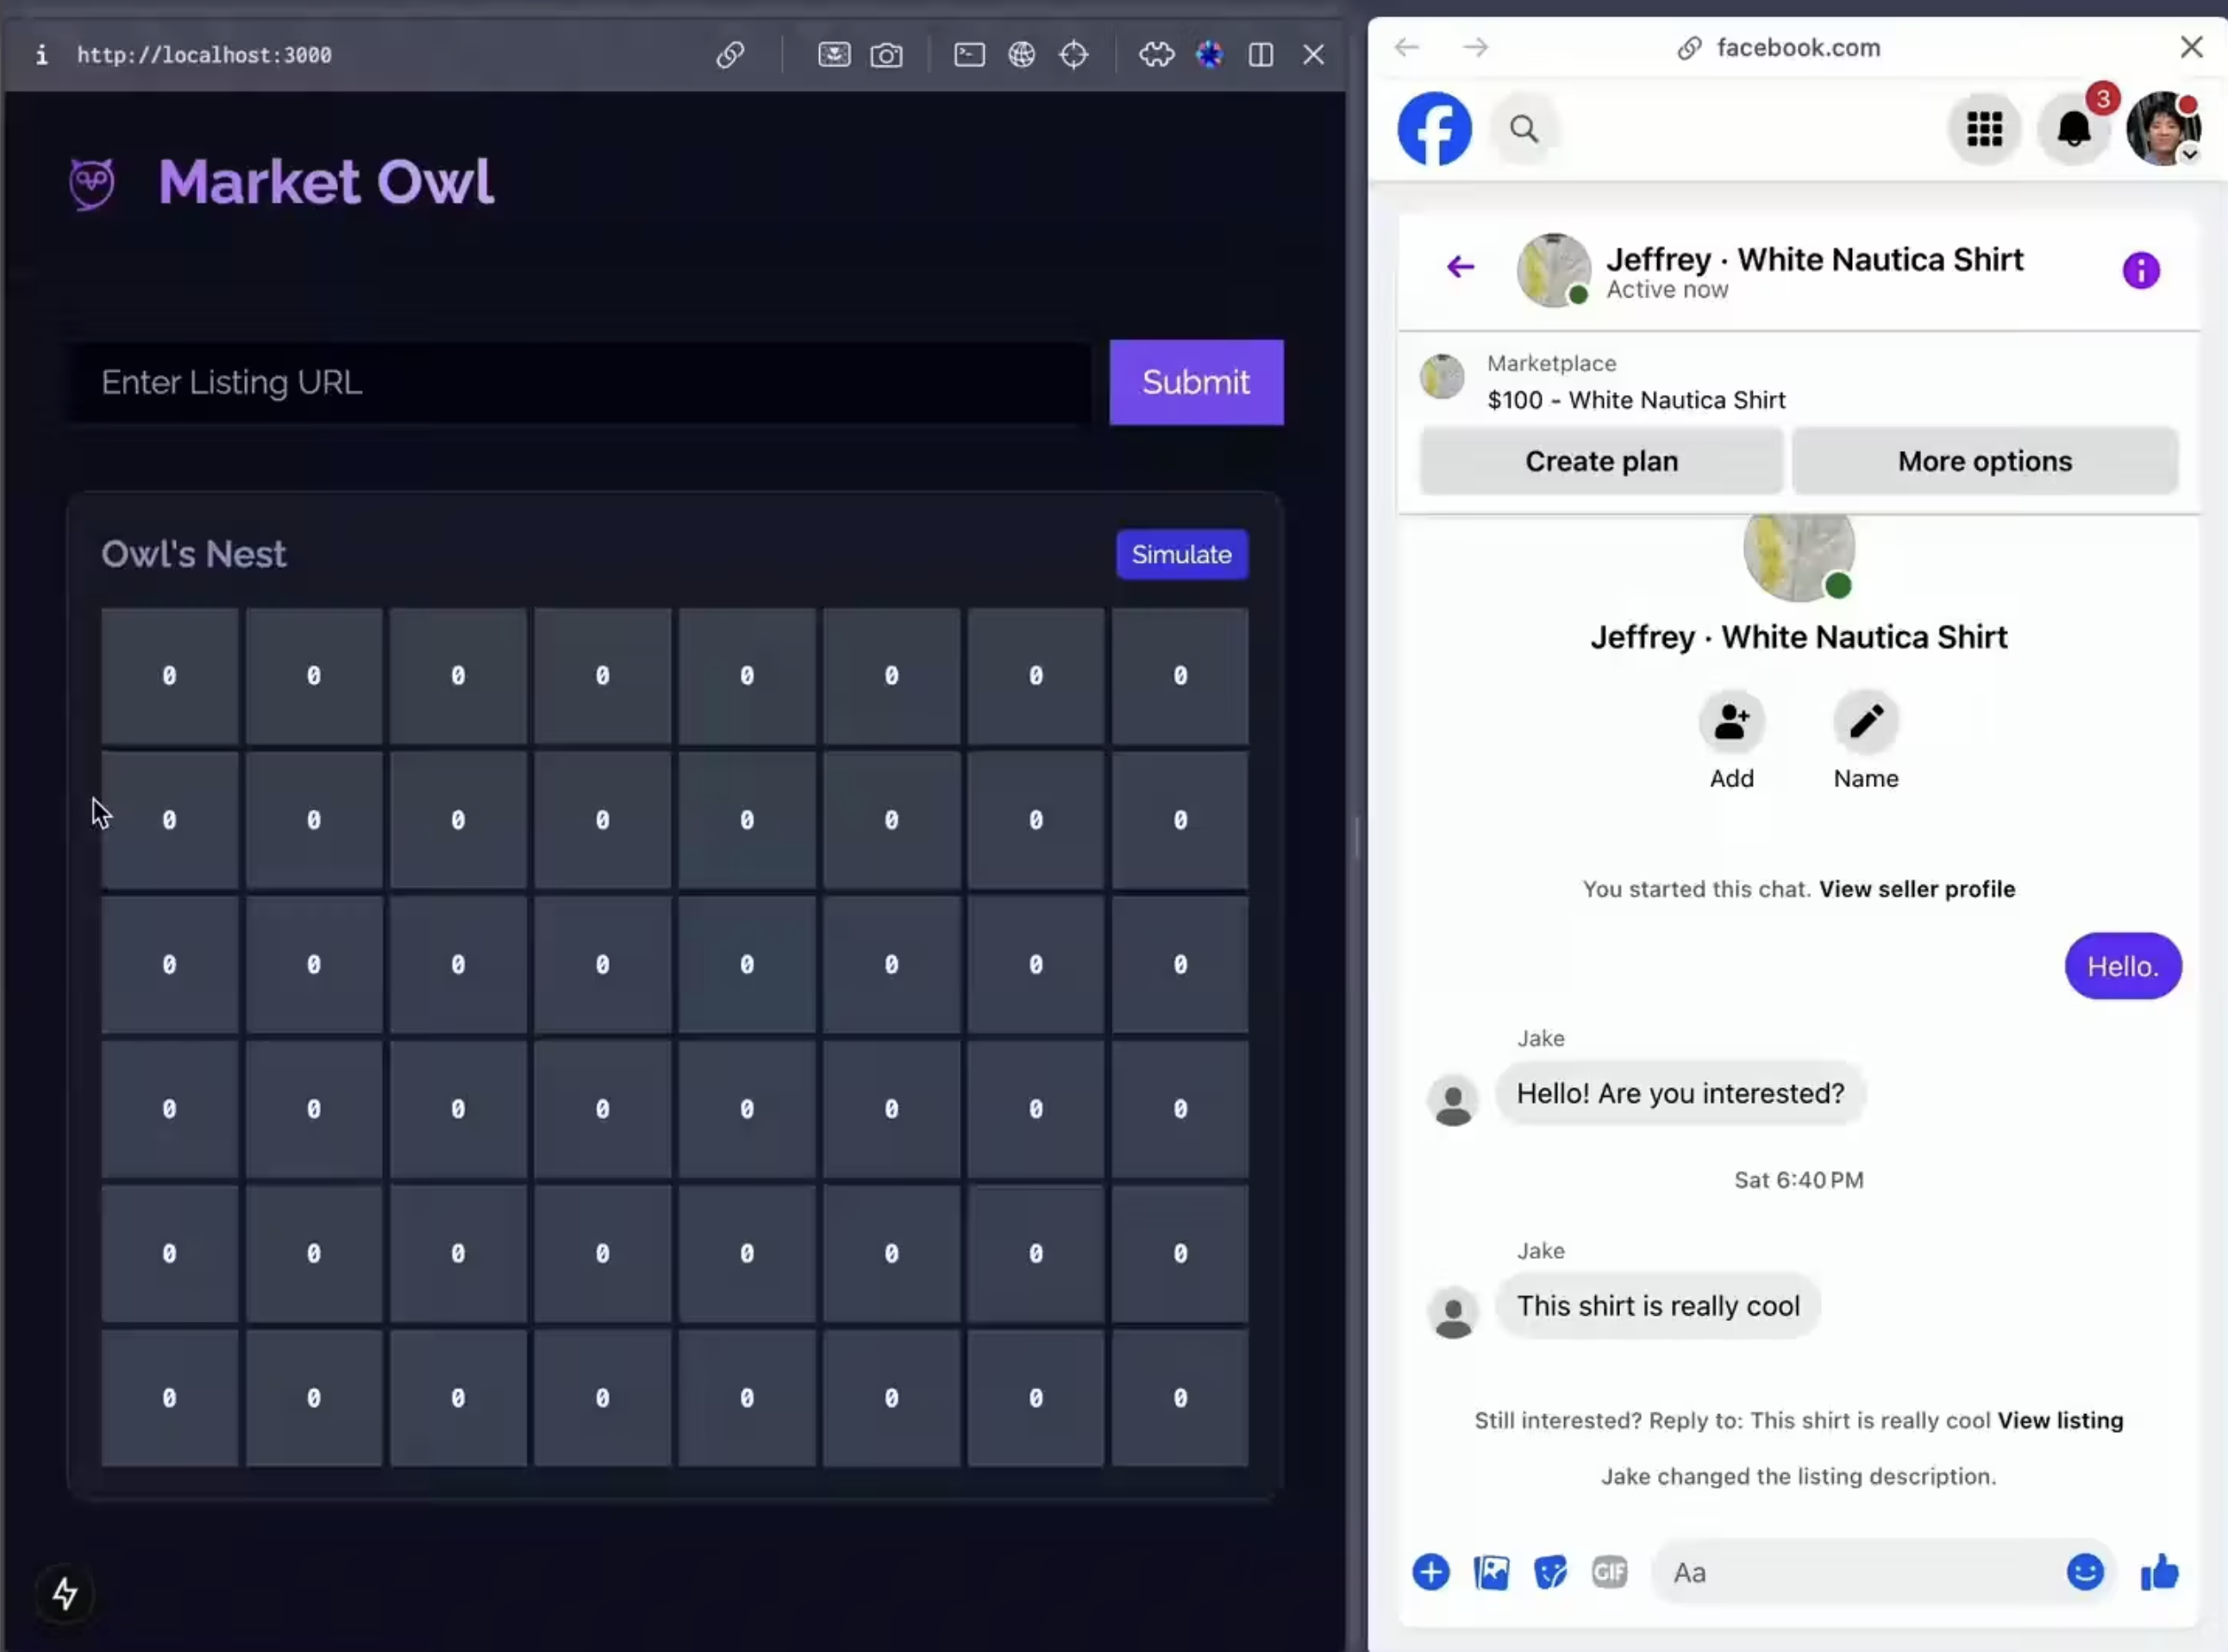 http://localhost:3000
Market Owl
Enter Listing URL
Submit
Owl's Nest
Simulate
0 0 0 0 0 0 0 0
0 0 0 0 0 0 0 0
0 0 0 0 0 0 0 0
0 0 0 0 0 0 0 0
0 0 0 0 0 0 0 0
0 0 0 0 0 0 0 0
facebook.com
3
Jeffrey · White Nautica Shirt
Active now
Marketplace
$100 - White Nautica Shirt
Create plan
More options
Jeffrey · White Nautica Shirt
Add
Name
You started this chat. View seller profile
Hello.
Jake
Hello! Are you interested?
Sat 6:40 PM
Jake
This shirt is really cool
Still interested? Reply to: This shirt is really cool View listing
Jake changed the listing description.
GIF
Aa